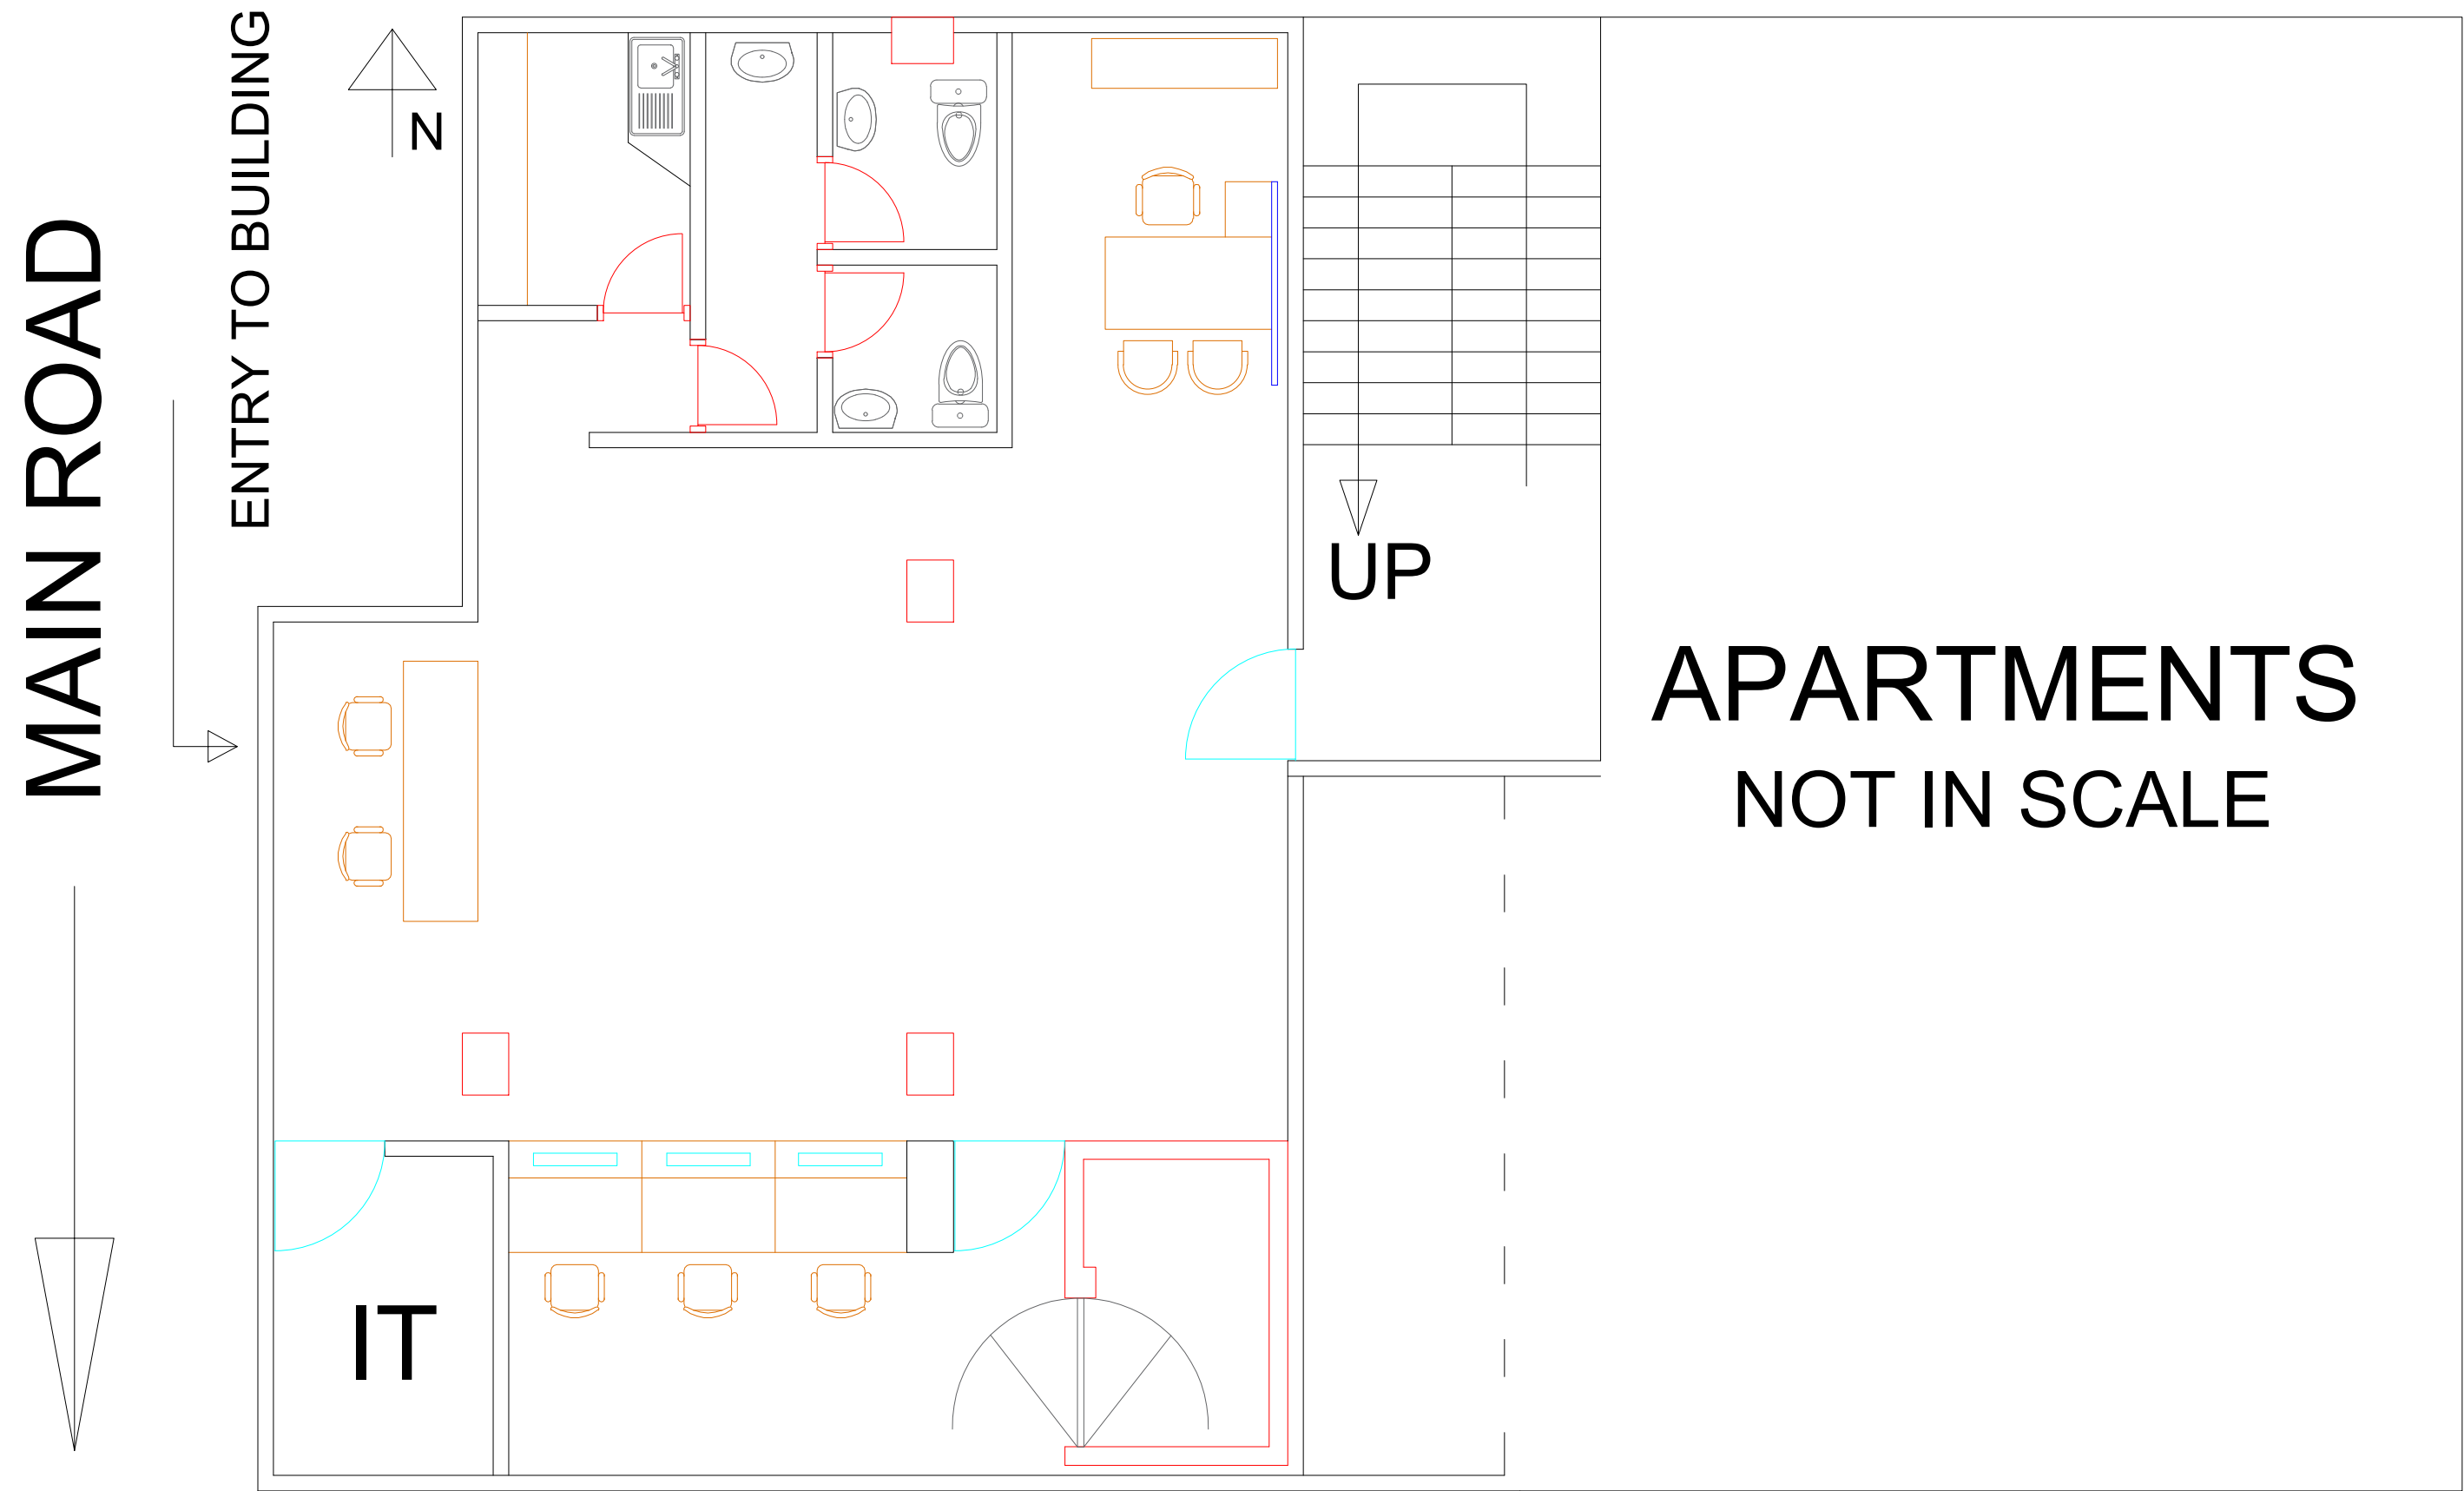 MAIN ROAD
ENTRY TO BUILDING
N
UP
APARTMENTS
NOT IN SCALE
IT